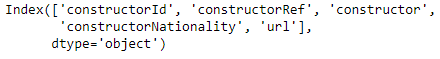 Index(['constructorId', 'constructorRef', 'constructor',
'constructorNationality', 'url'],
dtype='object')